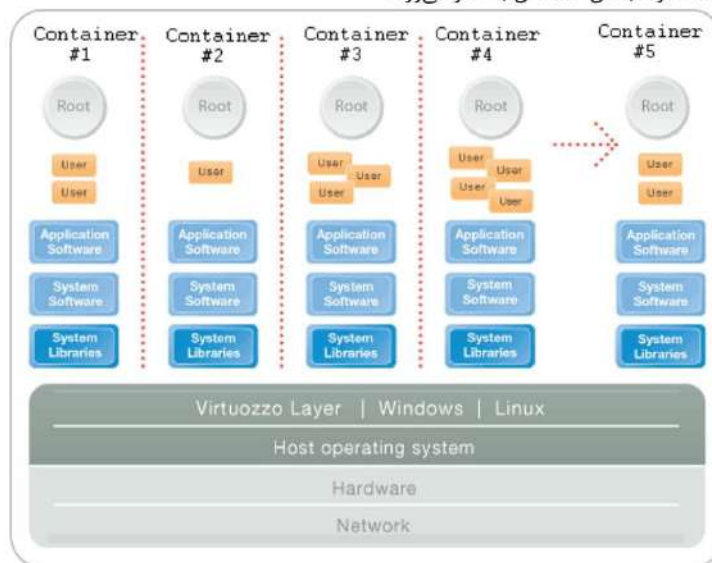 Container #1
Container #2
Container #3
Container #4
Container #5
Root
Root
Root
Root
Root
User
User
User
User
User
User
User
User
User
User
User
User
Application Software
Application Software
Application Software
Application Software
Application Software
System Software
System Software
System Software
System Software
System Software
System Libraries
System Libraries
System Libraries
System Libraries
System Libraries
Virtuozzo Layer | Windows | Linux
Host operating system
Hardware
Network